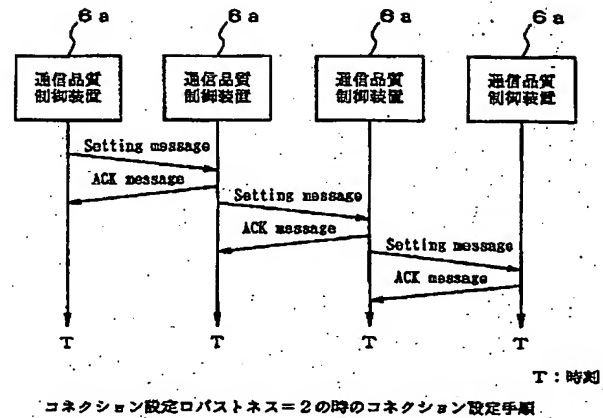 6a 6a 6a 6a
通信品質 通信品質 通信品質 通信品質
制御装置 制御装置 制御装置 制御装置
Setting message
ACK message
Setting message
ACK message
Setting message
ACK message
T T T T
T:時刻
コネクション設定ロバストネス=2の時のコネクション設定手順